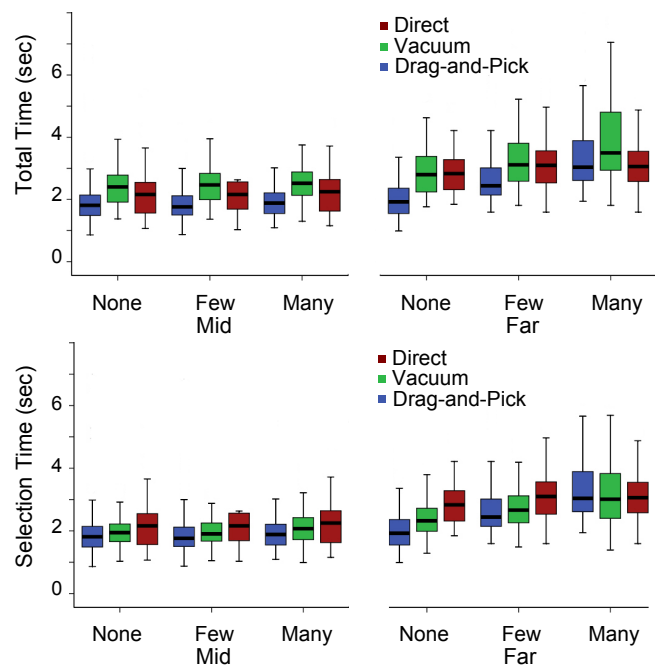 Total Time (sec)
6
4
2
0
Direct
Vacuum
Drag-and-Pick
None Few Many
Mid
None Few Many
Far
Selection Time (sec)
6
4
2
0
Direct
Vacuum
Drag-and-Pick
None Few Many
Mid
None Few Many
Far